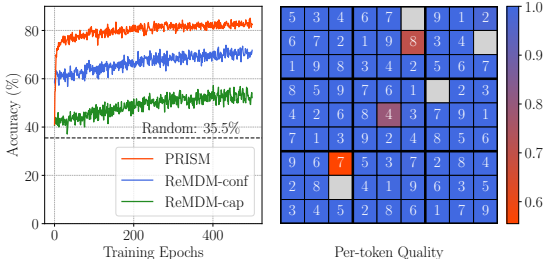 80
60
40
20
0
Accuracy (%)
Random: 35.5%
PRISM
ReMDM-conf
ReMDM-cap
0
200
400
Training Epochs
5 3 4 6 7 9 1 2
6 7 2 1 9 8 3 4
1 9 8 3 4 2 5 6 7
8 5 9 7 6 1 2 3
4 2 6 8 4 3 7 9 1
7 1 3 9 2 4 8 5 6
9 6 7 5 3 7 2 8 4
2 8 4 1 9 6 3 5
3 4 5 2 8 6 1 7 9
Per-token Quality
1.0
0.9
0.8
0.7
0.6